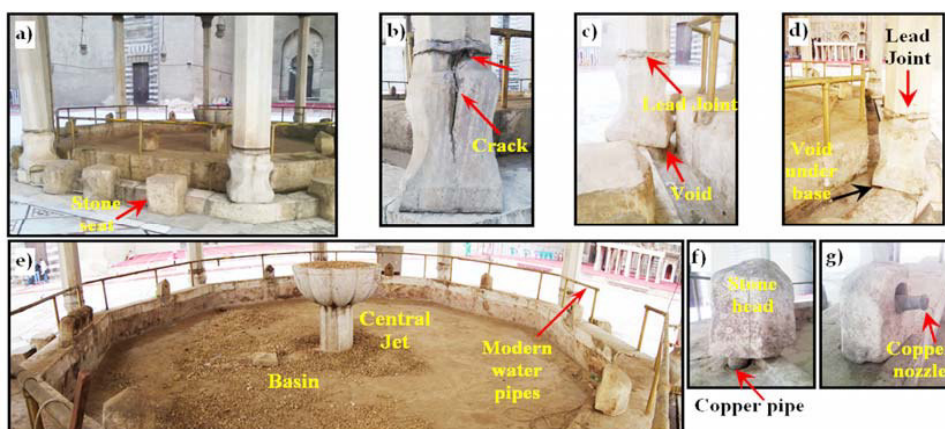 a)
Stone
seat
b)
Crack
c)
Lead Joint
Void
d)
Lead
Joint
Void
under
base
e)
Central
Jet
Basin
Modern
water
pipes
f)
Stone
head
Copper pipe
g)
Copper
nozzle